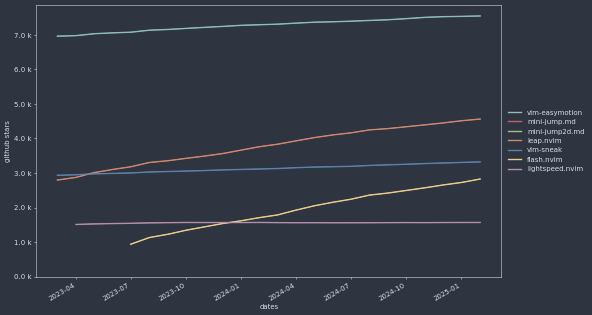 7.0 k
6.0 k
5.0 k
4.0 k
3.0 k
2.0 k
1.0 k
0.0 k
github stars
2023-04
2023-07
2023-10
2024-01
2024-04
2024-07
2024-10
2025-01
dates
vim-easymotion
mini-jump.md
mini-jump2d.md
leap.nvim
vim-sneak
flash.nvim
lightspeed.nvim